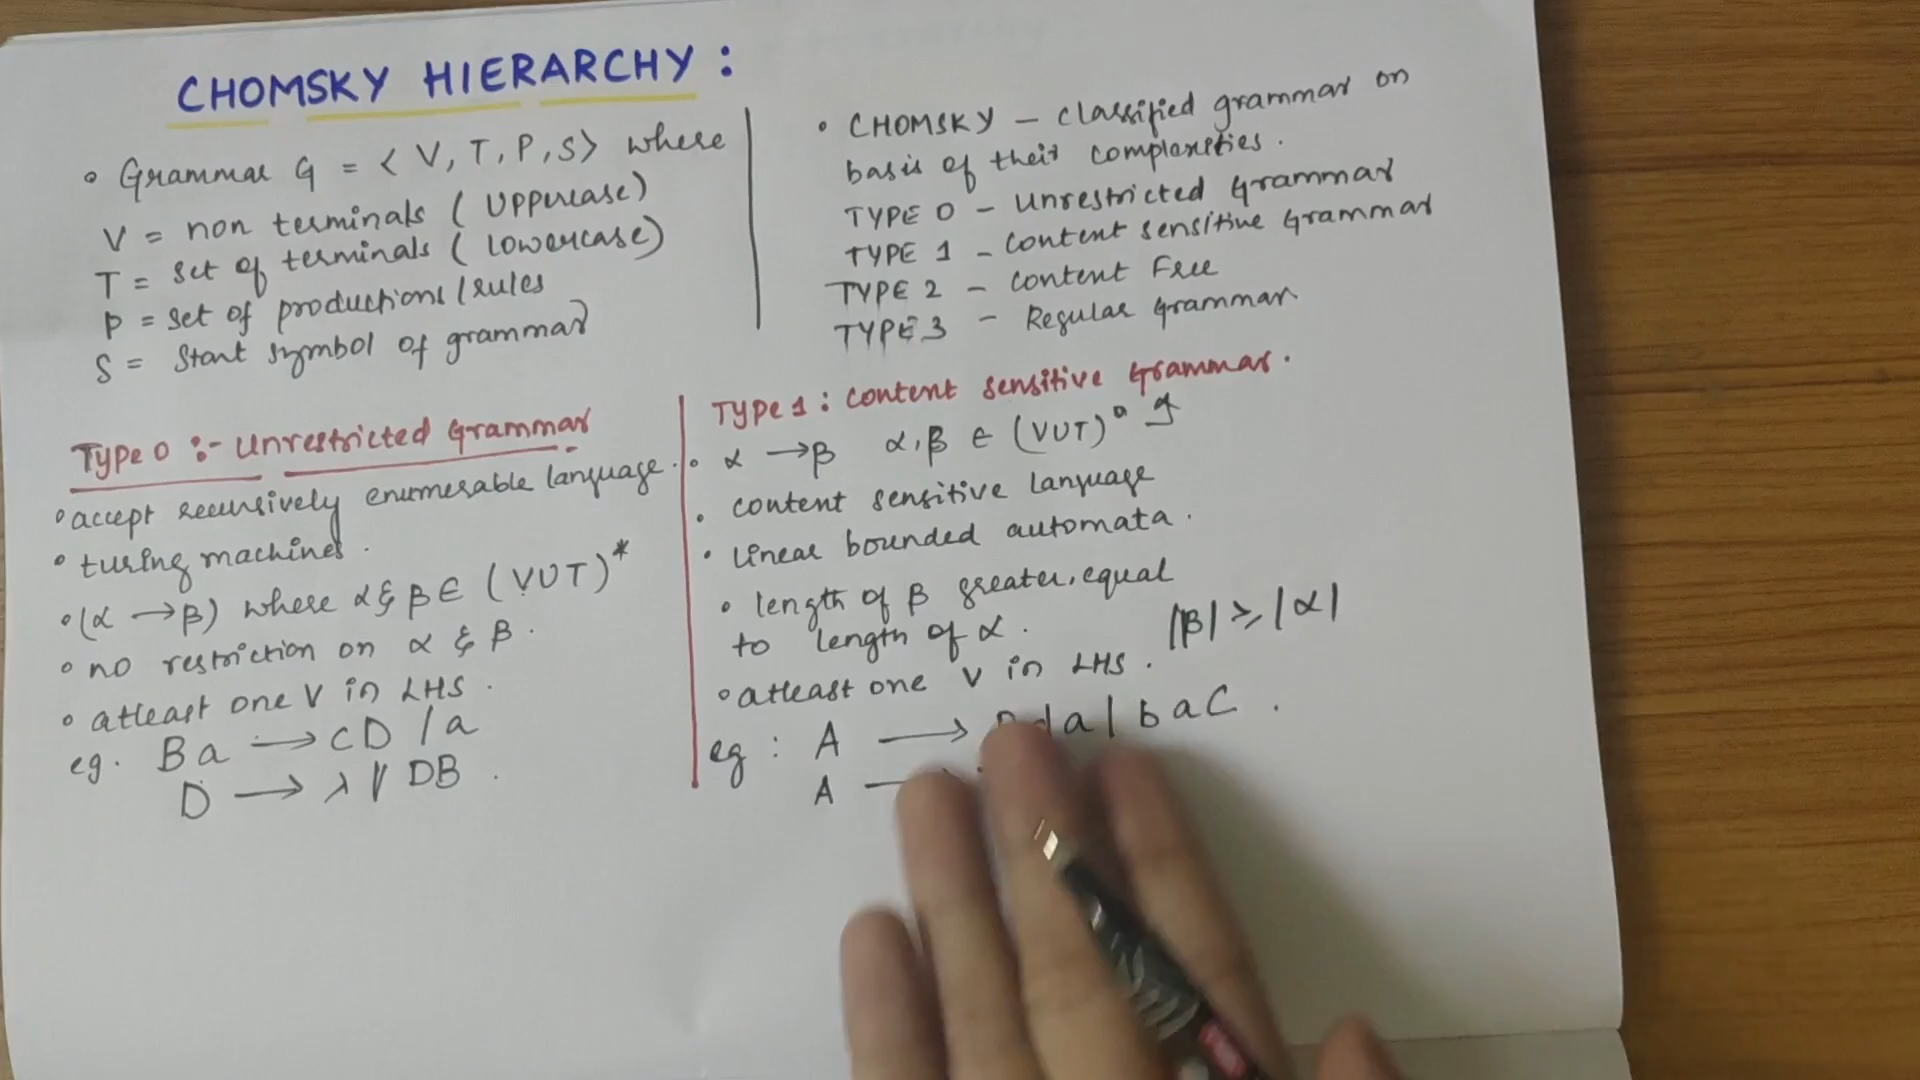 CHOMSKY HIERARCHY :
• Grammar G = < V, T, P, S> where
V = non terminals ( Uppercase)
T = set of terminals ( lowercase)
P = set of productions / rules
S = Start symbol of grammar
• CHOMSKY – classified grammar on
basis of their complexities .
TYPE 0 – Unrestricted Grammar
TYPE 1 – Content sensitive Grammar
TYPE 2 – Content Free
TYPE 3 – Regular Grammar
Type 0 :- Unrestricted Grammar
• accept recursively enumerable language .
• turing machines .
• (α → β) where α & β ∈ (VUT)*
• no restriction on α & β .
• atleast one V in LHS .
eg. Ba → cD / a
D → λ / DB .
Type 1 : Content sensitive Grammar .
• α → β α, β ∈ (VUT)
• content sensitive language
• linear bounded automata .
• length of β greater, equal
to length of α . |β| ≥ |α|
• atleast one V in LHS .
eg : A → a | baC .
A →